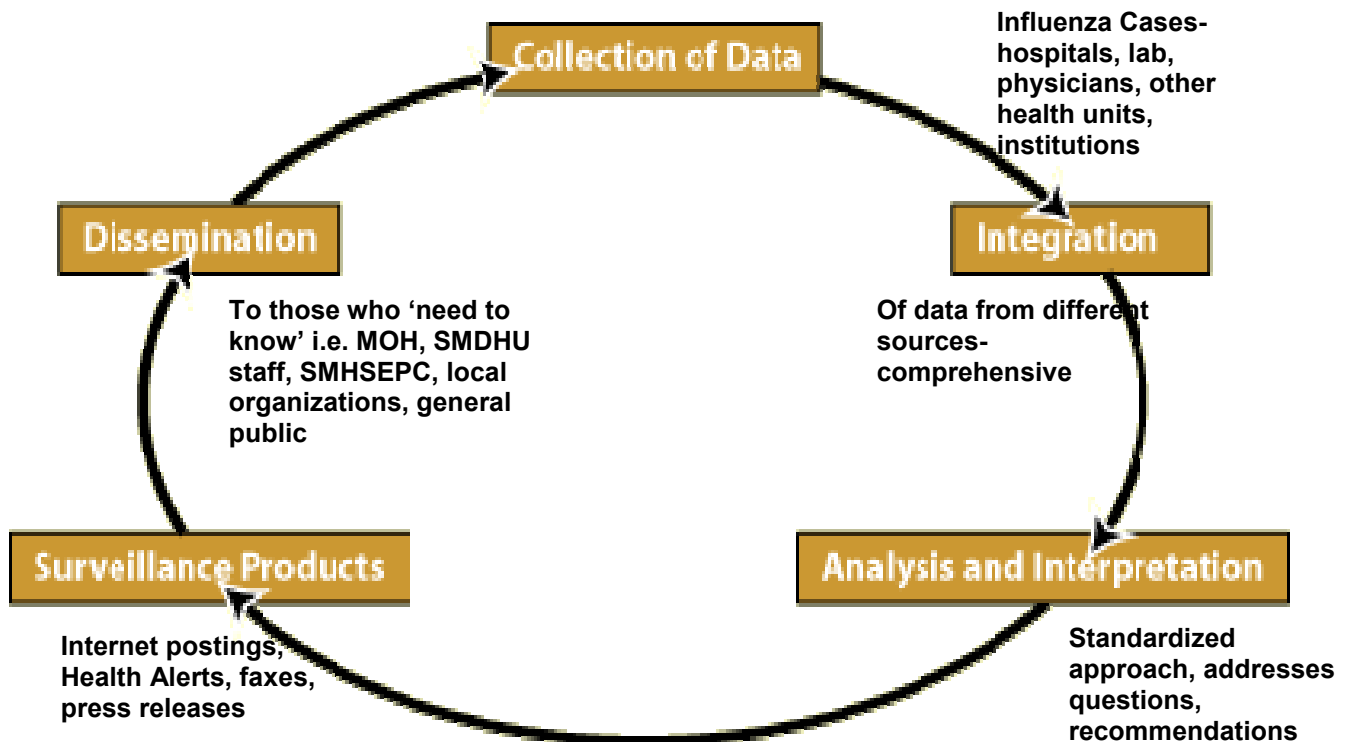 Collection of Data
Influenza Cases-
hospitals, lab,
physicians, other
health units,
institutions
Dissemination
Integration
To those who ‘need to
know’ i.e. MOH, SMDHU
staff, SMHSEPC, local
organizations, general
public
Of data from different
sources-
comprehensive
Surveillance Products
Analysis and Interpretation
Internet postings,
Health Alerts, faxes,
press releases
Standardized
approach, addresses
questions,
recommendations